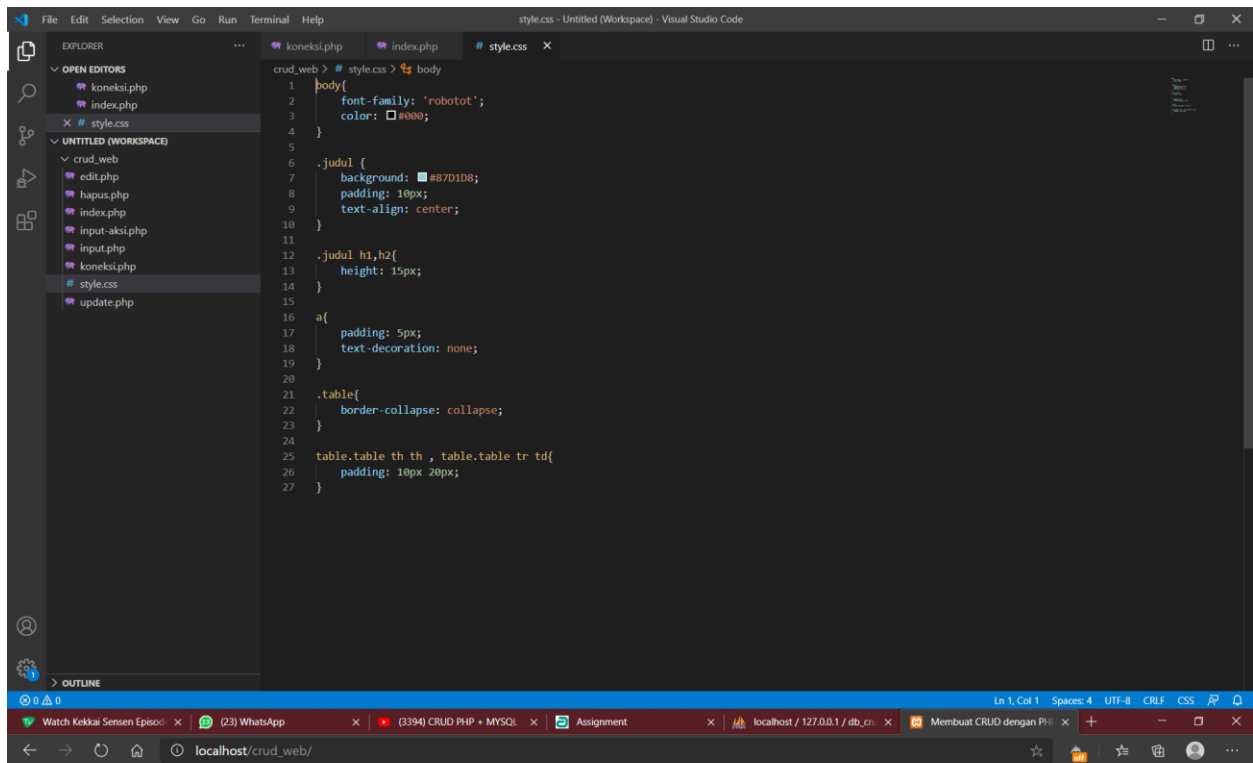 File Edit Selection View Go Run Terminal Help
style.css - Untitled (Workspace) - Visual Studio Code
EXPLORER
koneksi.php index.php # style.css
OPEN EDITORS
koneksi.php
index.php
# style.css
UNTITLED (WORKSPACE)
crud_web
edit.php
hapus.php
index.php
input-aksi.php
input.php
koneksi.php
# style.css
update.php
OUTLINE
crud_web > # style.css > body
1 body{
2 font-family: 'robotot';
3 color: #000;
4 }
5
6 .judul {
7 background: #87D1D8;
8 padding: 10px;
9 text-align: center;
10 }
11
12 .judul h1,h2{
13 height: 15px;
14 }
15
16 a{
17 padding: 5px;
18 text-decoration: none;
19 }
20
21 .table{
22 border-collapse: collapse;
23 }
24
25 table.table th th , table.table tr td{
26 padding: 10px 20px;
27 }
1
0 0
Ln 1, Col 1 Spaces: 4 UTF-8 CRLF CSS
Watch Kekkai Sensen Episod (23) WhatsApp (3394) CRUD PHP + MYSQL Assignment localhost / 127.0.0.1 / db_cru Membuat CRUD dengan PH
localhost/crud_web/
off